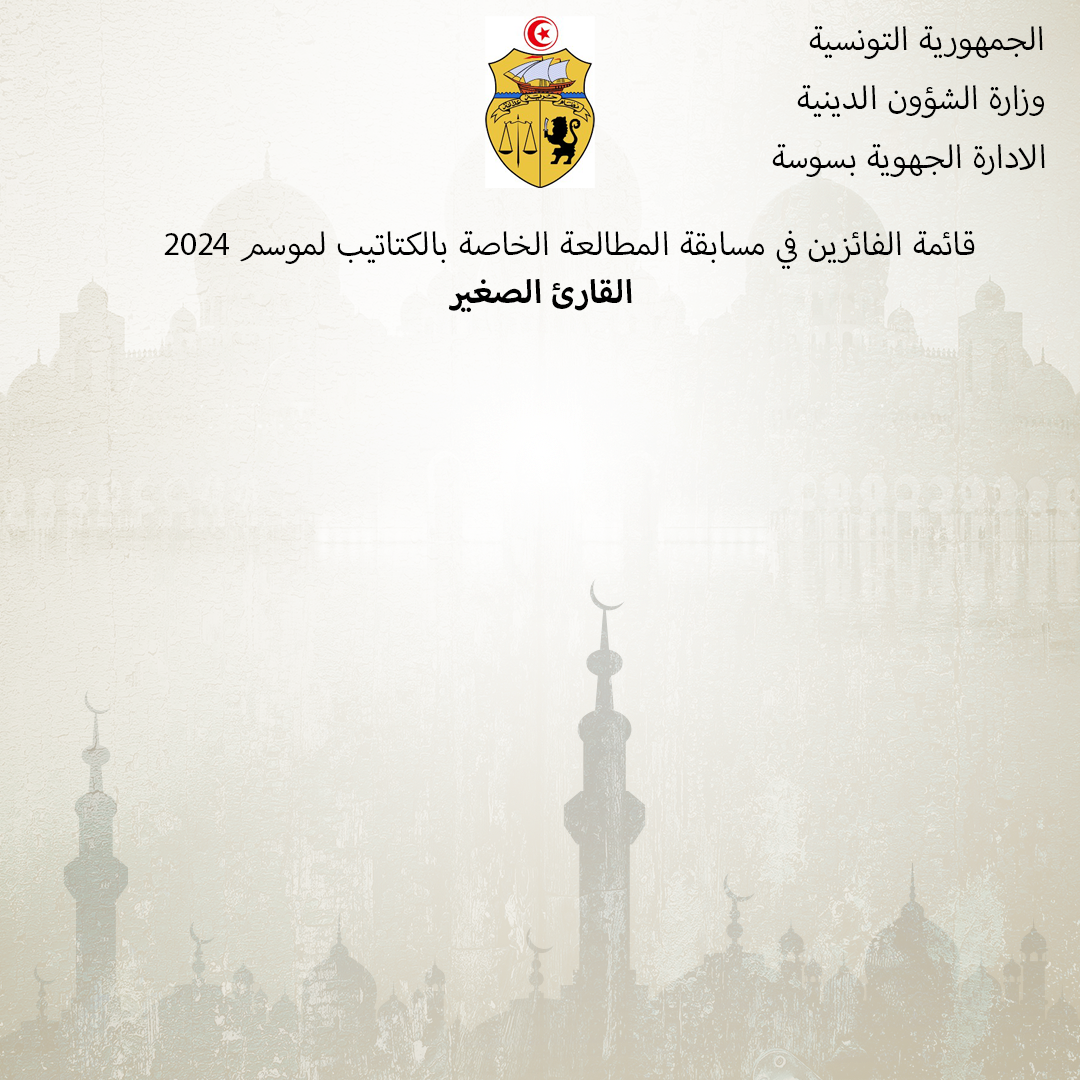 الجمهورية التونسية
وزارة الشؤون الدينية
الادارة الجهوية بسوسة
قائمة الفائزين في مسابقة المطالعة الخاصة بالكتاتيب لموسم 2024
القارئ الصغير